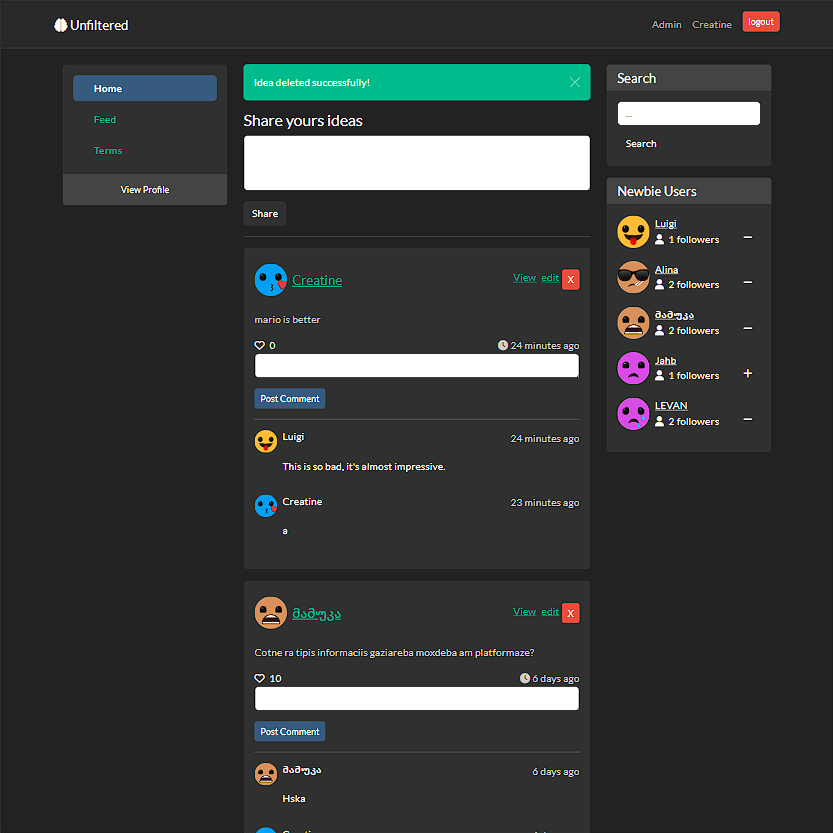 Unfiltered
Admin
Creatine
logout
Home
Feed
Terms
View Profile
Idea deleted successfully!
Share yours ideas
Share
Creatine
View edit X
mario is better
0
24 minutes ago
Post Comment
Luigi
24 minutes ago
This is so bad, it's almost impressive.
Creatine
23 minutes ago
a
მამუკა
View edit X
Cotne ra tipis informaciis gaziareba moxdeba am platformaze?
10
6 days ago
Post Comment
მამუკა
6 days ago
Hska
Search
...
Search
Newbie Users
Luigi
1 followers
Alina
2 followers
მამუკა
2 followers
Jahb
1 followers
LEVAN
2 followers